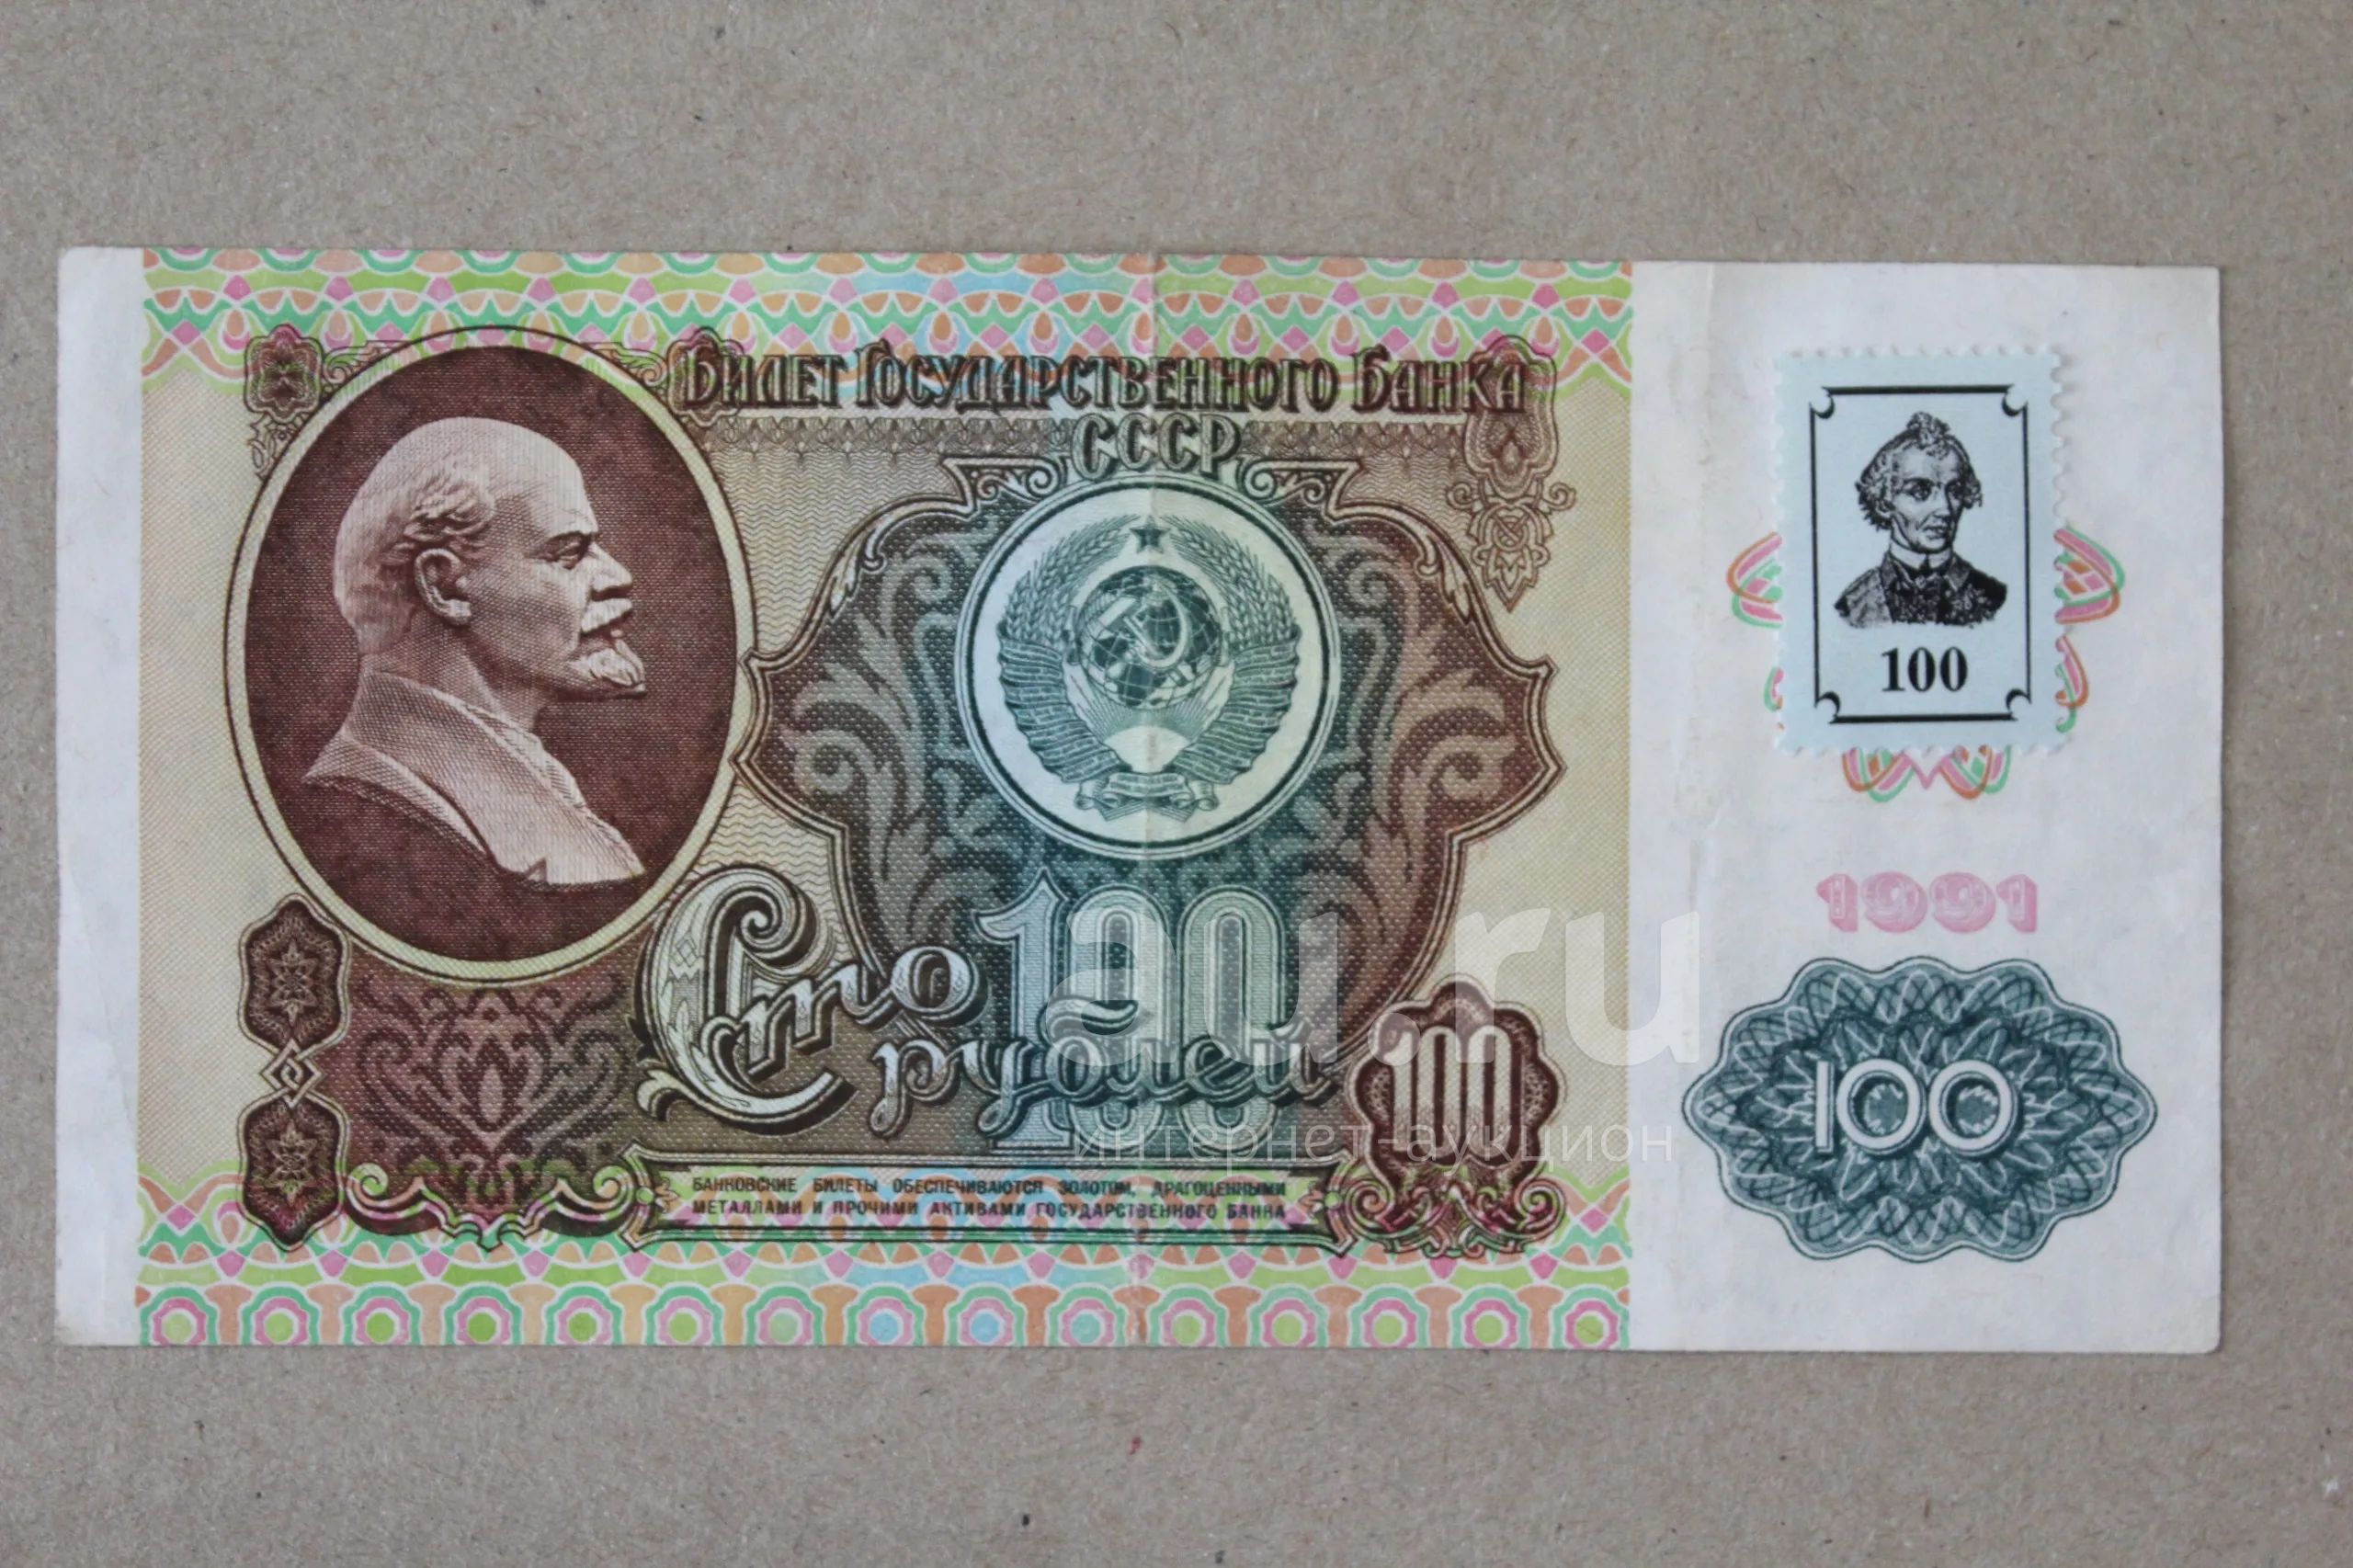 Билет Государственного Банка
СССР
100
1991
Сто
рублей
100
100
100
БАНКОВСКИЕ БИЛЕТЫ ОБЕСПЕЧИВАЮТСЯ ЗОЛОТОМ, ДРАГОЦЕННЫМИ
МЕТАЛЛАМИ И ПРОЧИМИ АКТИВАМИ ГОСУДАРСТВЕННОГО БАНКА
au.ru
интернет-аукцион